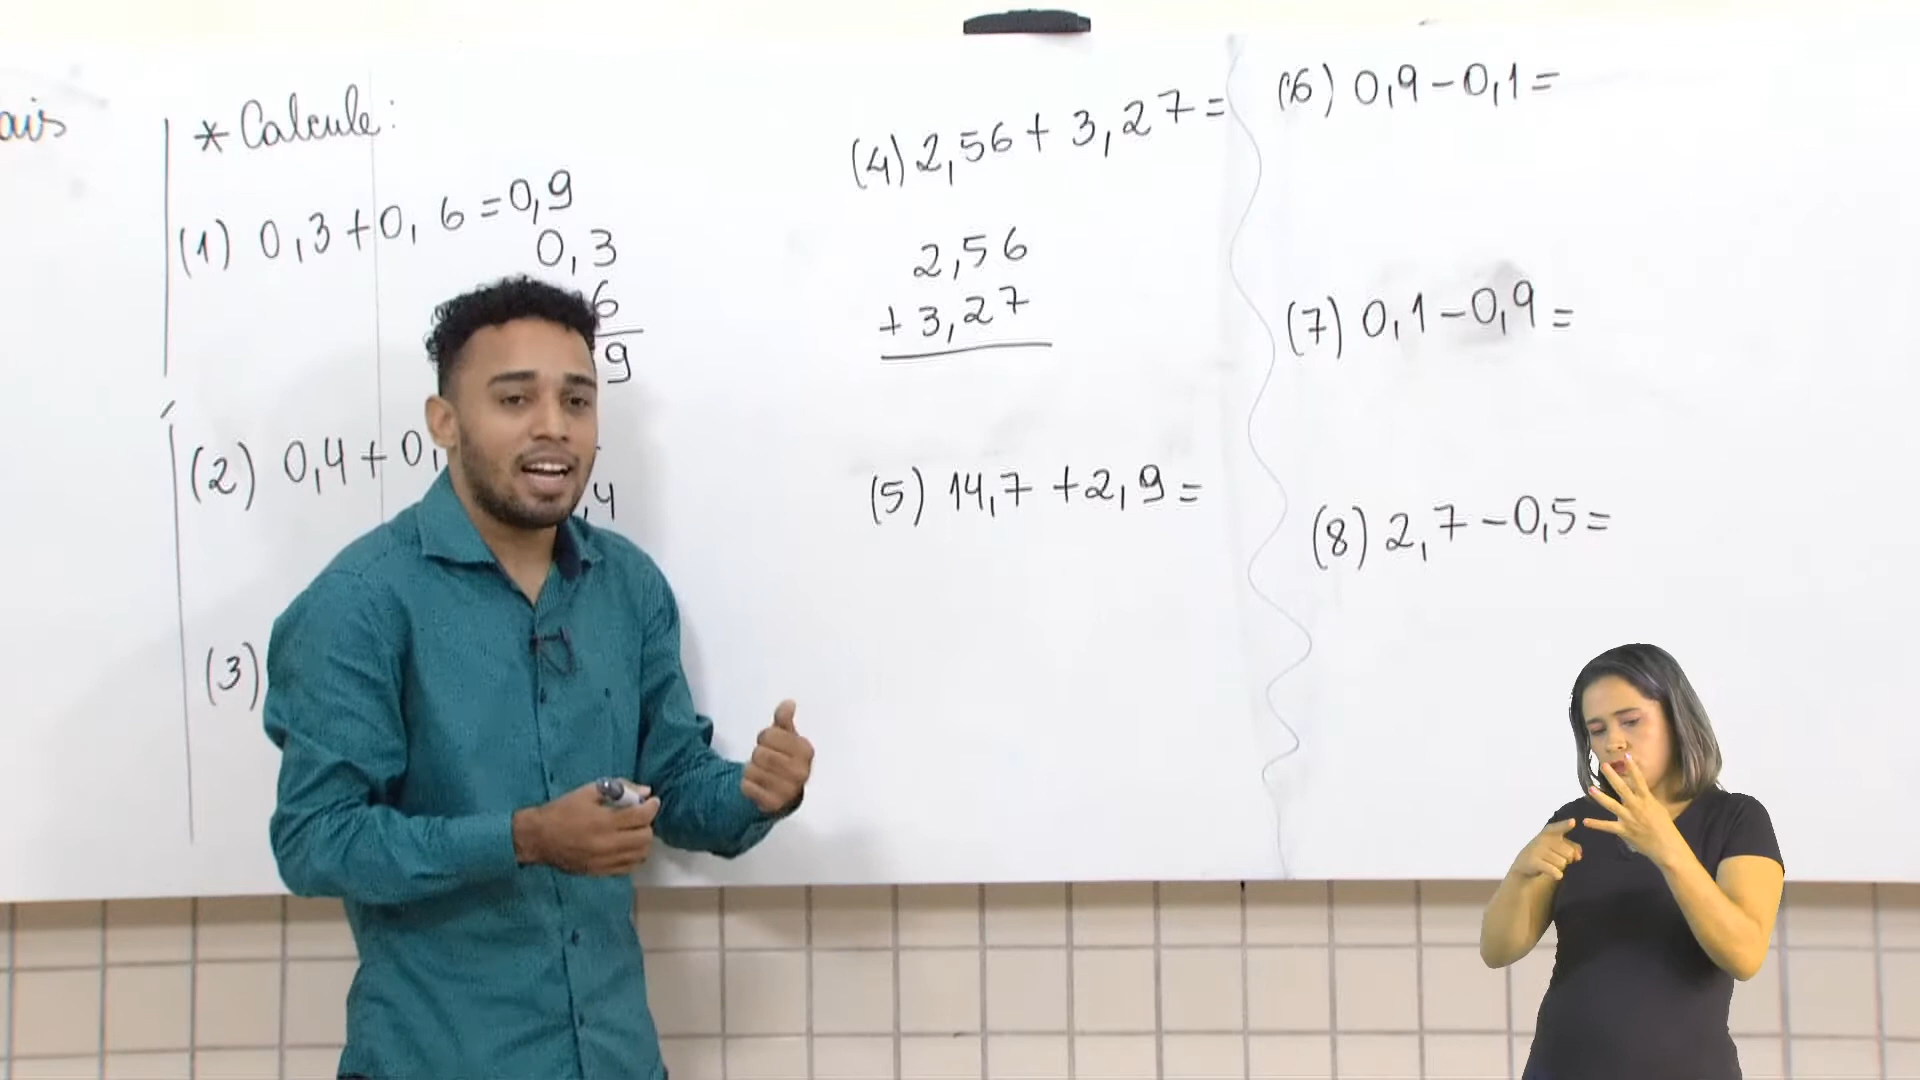 ais
* Calcule:
(1) 0,3 + 0,6 = 0,9
0,3
6
9
(2) 0,4 + 0,
,4
(3)
(4) 2,56 + 3,27 =
2,56
+ 3,27
(5) 14,7 + 2,9 =
(6) 0,9 - 0,1 =
(7) 0,1 - 0,9 =
(8) 2,7 - 0,5 =